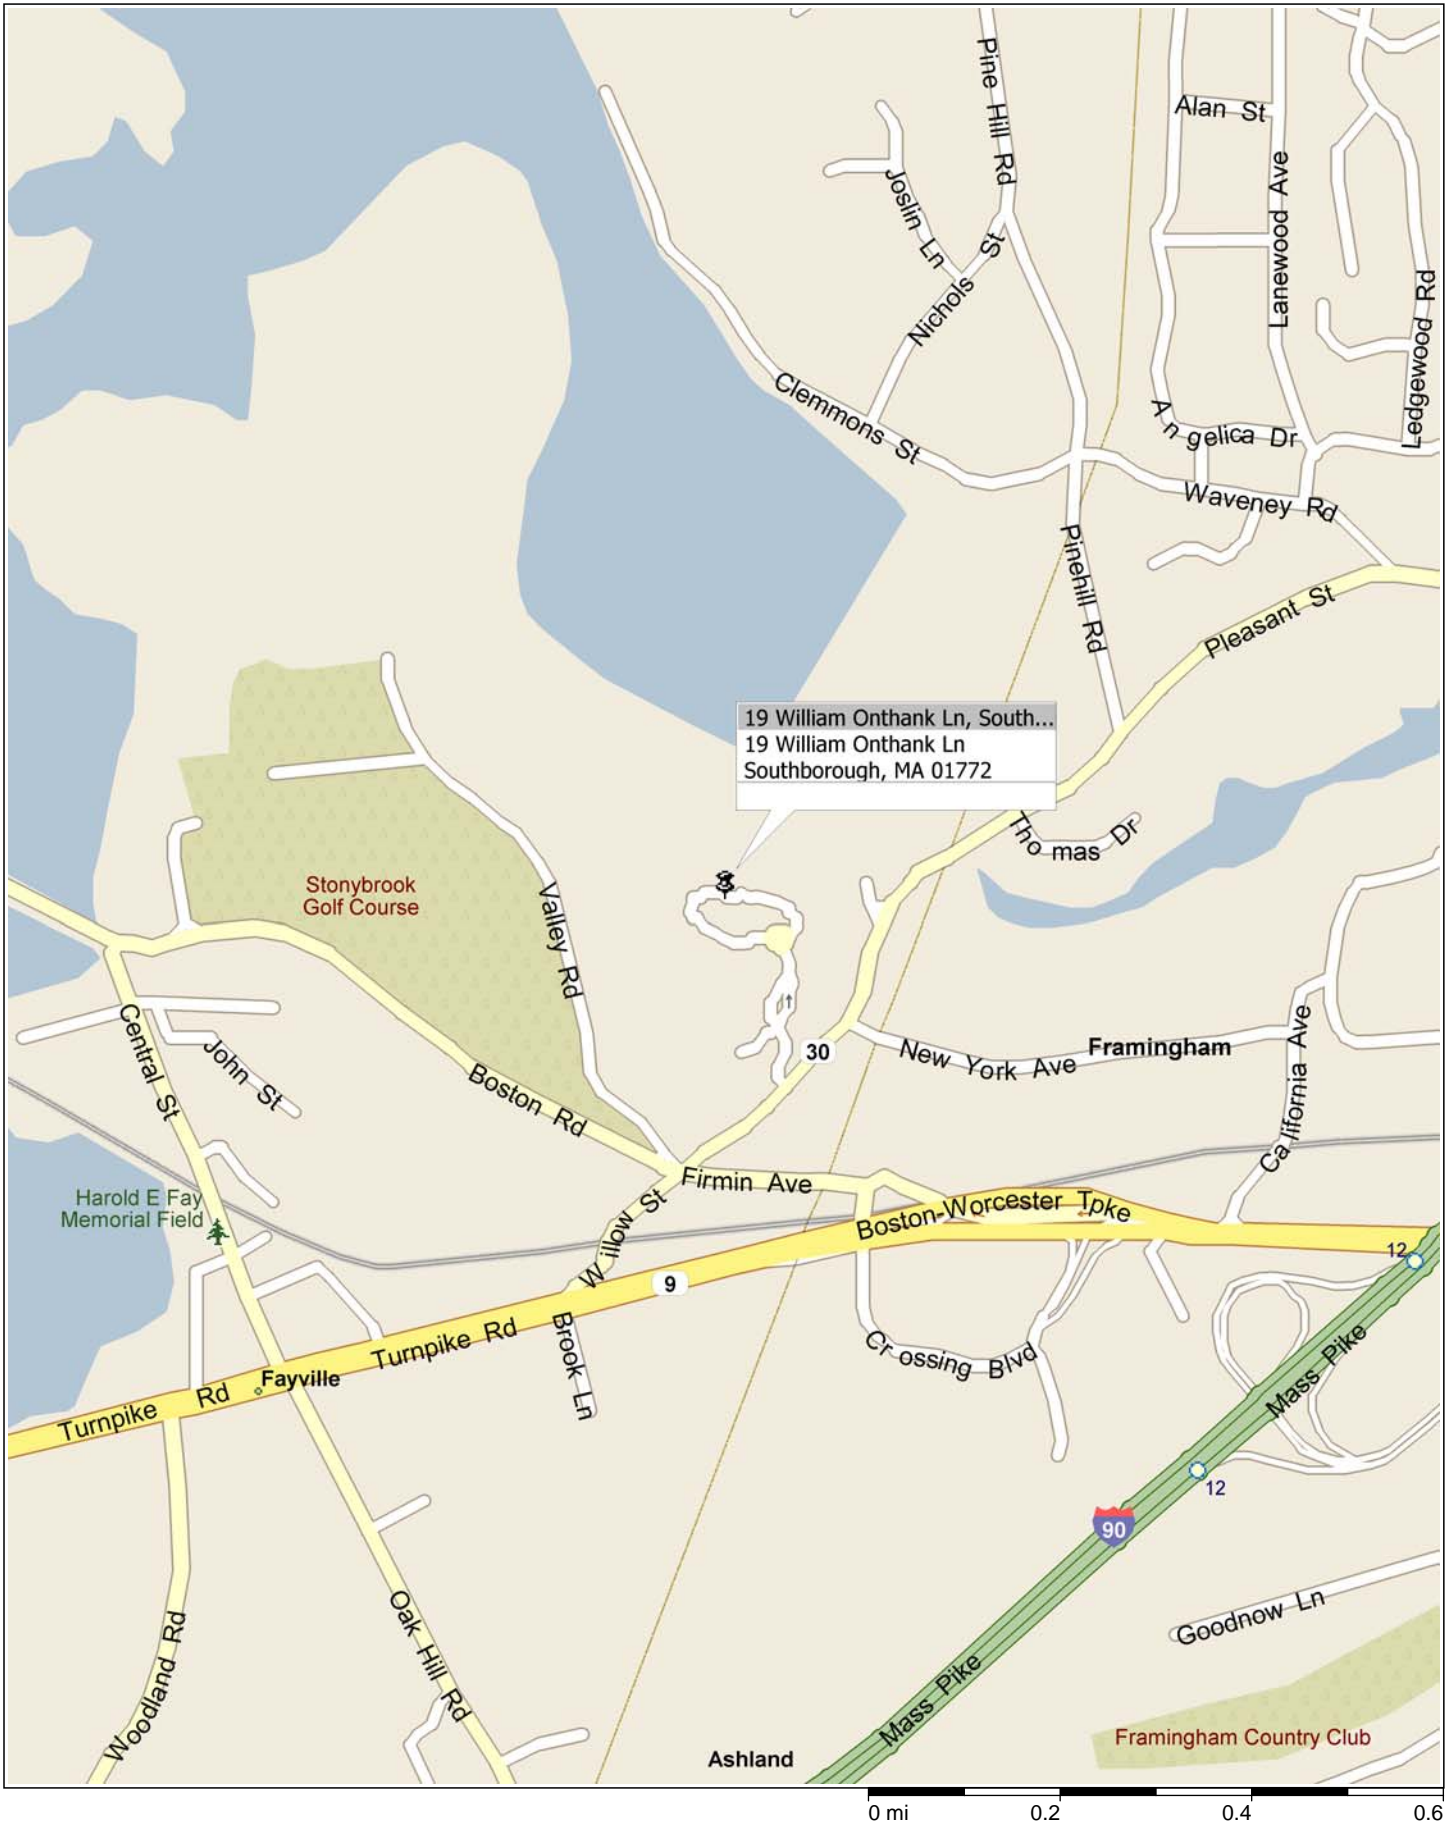 Pine Hill Rd
Alan St
Lanewood Ave
Joslin Ln
Nichols St
Ledgewood Rd
Clemmons St
Angelica Dr
Waveney Rd
Pinehill Rd
Pleasant St
19 William Onthank Ln, South...
19 William Onthank Ln
Southborough, MA 01772
Thomas Dr
Stonybrook
Golf Course
Valley Rd
Central St
John St
30
New York Ave
Framingham
California Ave
Boston Rd
Firmin Ave
Harold E Fay
Memorial Field
Willow St
Boston-Worcester Tpke
12
9
Turnpike Rd
Brook Ln
Crossing Blvd
Mass Pike
Fayville
Turnpike Rd
12
90
Oak Hill Rd
Goodnow Ln
Woodland Rd
Mass Pike
Framingham Country Club
Ashland
0 mi 0.2 0.4 0.6